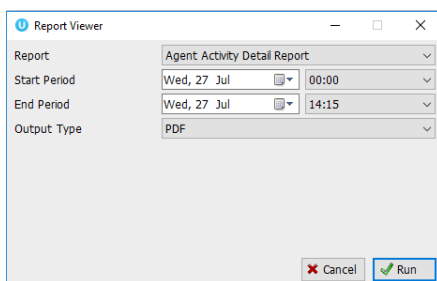 Report Viewer
Report Agent Activity Detail Report
Start Period Wed, 27 Jul 00:00
End Period Wed, 27 Jul 14:15
Output Type PDF
Cancel Run